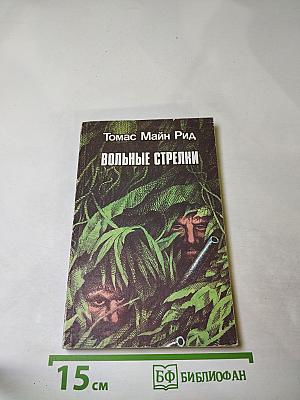 Томас Майн Рид
ВОЛЬНЫЕ СТРЕЛКИ
15 см
БФ БИБЛИОФАН